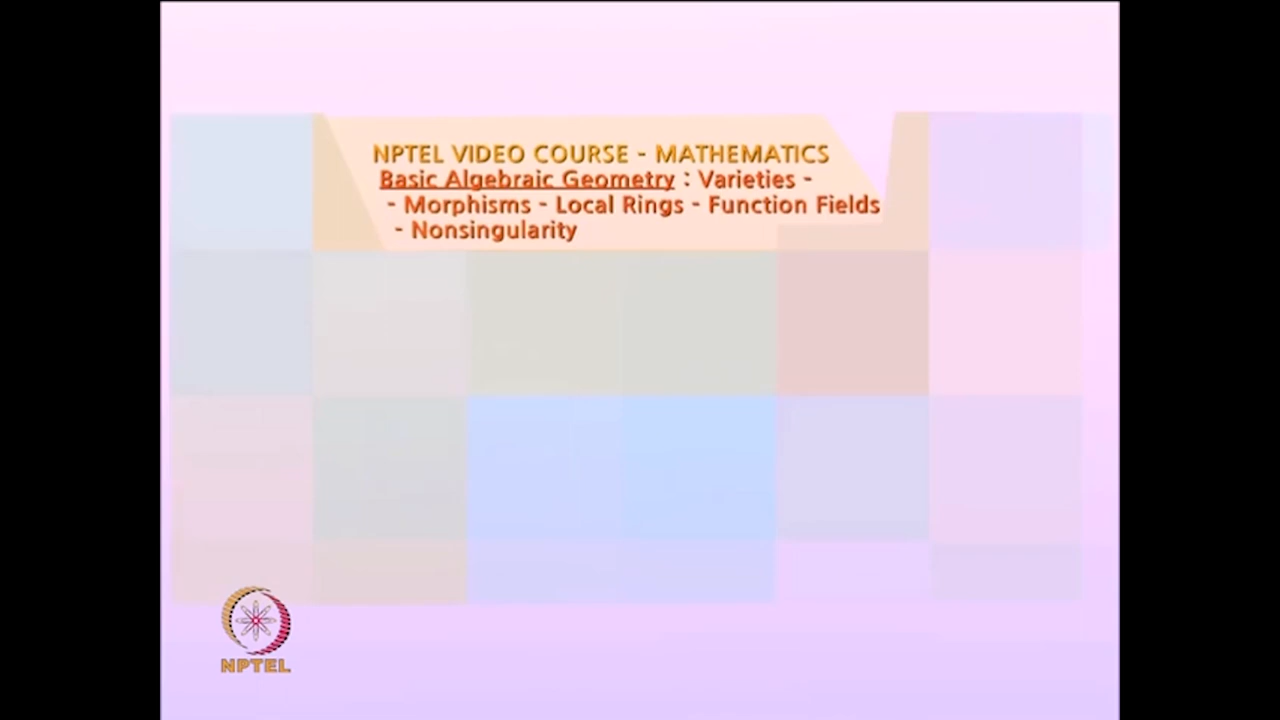 NPTEL VIDEO COURSE - MATHEMATICS
Basic Algebraic Geometry : Varieties -
- Morphisms - Local Rings - Function Fields
- Nonsingularity
NPTEL